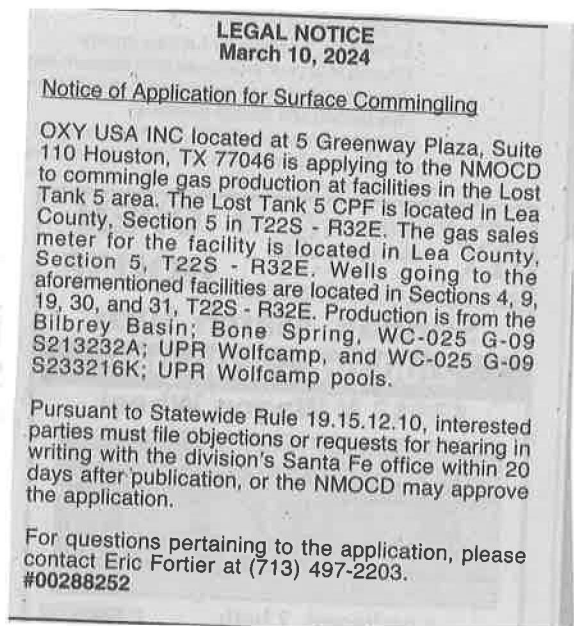 LEGAL NOTICE
March 10, 2024
Notice of Application for Surface Commingling
OXY USA INC located at 5 Greenway Plaza, Suite
110 Houston, TX 77046 is applying to the NMOCD
to commingle gas production at facilities in the Lost
Tank 5 area. The Lost Tank 5 CPF is located in Lea
County, Section 5 in T22S - R32E. The gas sales
meter for the facility is located in Lea County,
Section 5, T22S - R32E. Wells going to the
aforementioned facilities are located in Sections 4, 9,
19, 30, and 31, T22S - R32E. Production is from the
Bilbrey Basin; Bone Spring, WC-025 G-09
S213232A; UPR Wolfcamp, and WC-025 G-09
S233216K; UPR Wolfcamp pools.
Pursuant to Statewide Rule 19.15.12.10, interested
parties must file objections or requests for hearing in
writing with the division's Santa Fe office within 20
days after publication, or the NMOCD may approve
the application.
For questions pertaining to the application, please
contact Eric Fortier at (713) 497-2203.
#00288252